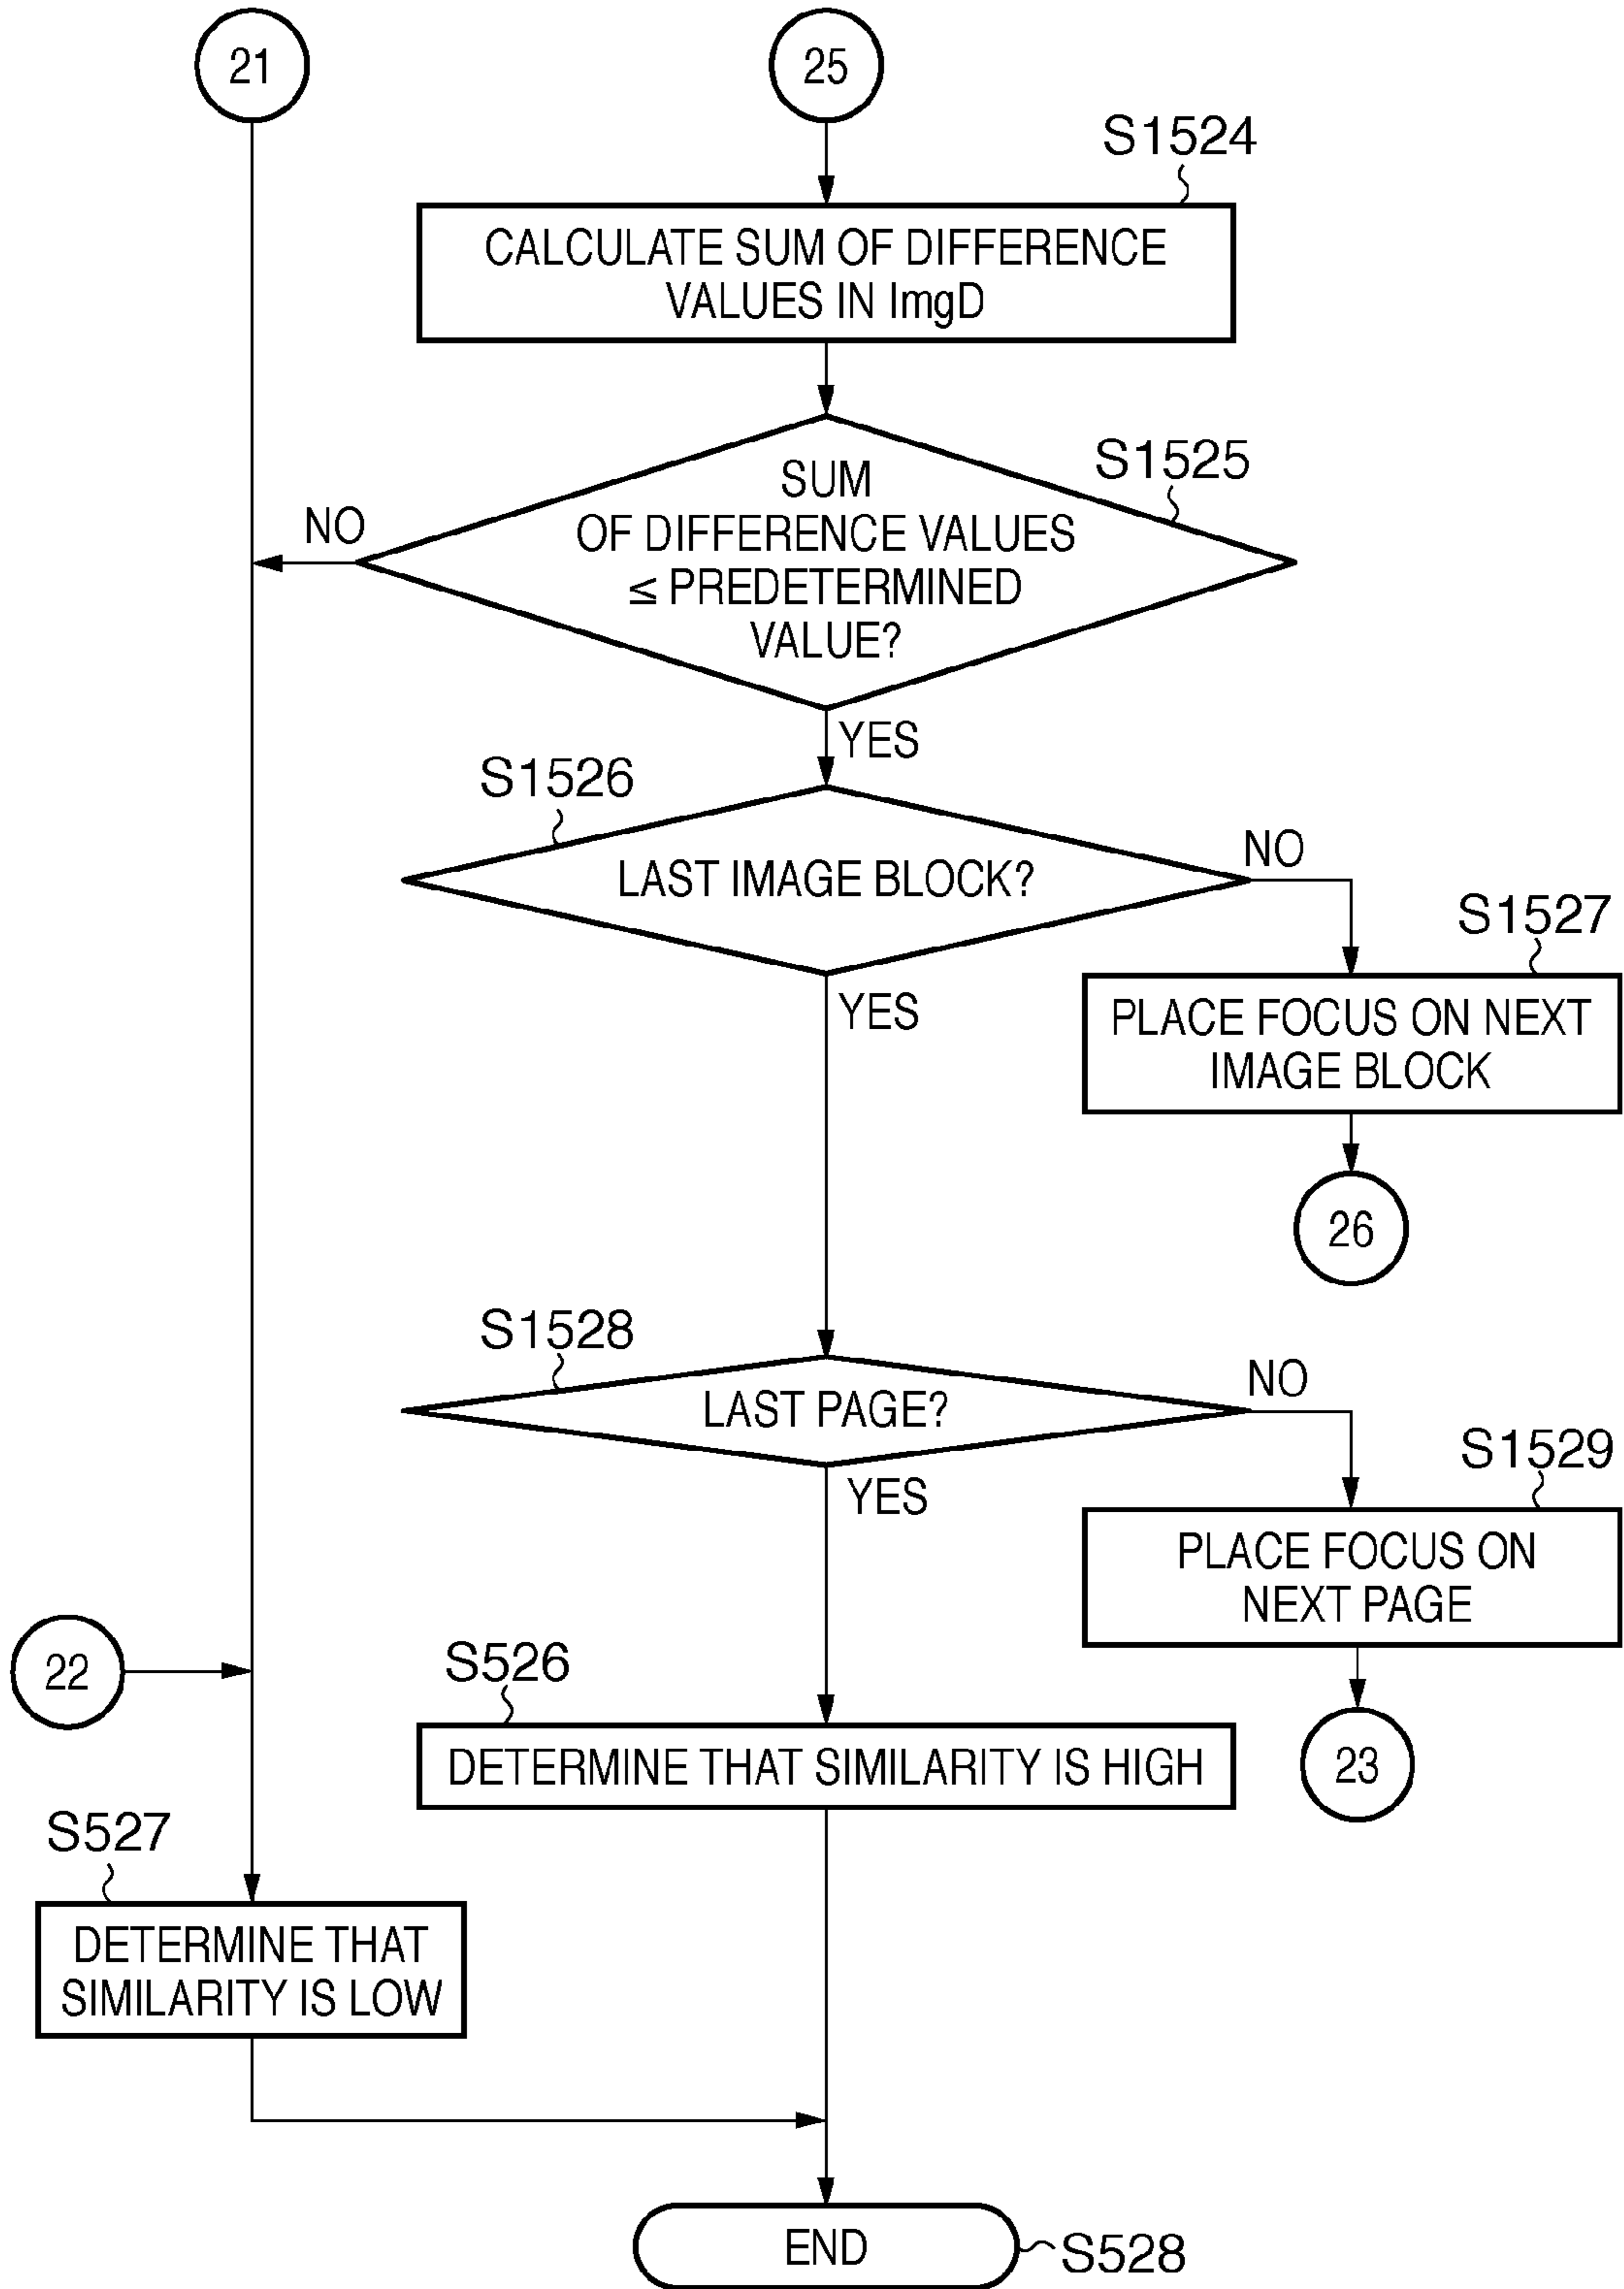 21
25
S1524
CALCULATE SUM OF DIFFERENCE
VALUES IN ImgD
S1525
SUM
OF DIFFERENCE VALUES
≤ PREDETERMINED
VALUE?
NO
YES
S1526
LAST IMAGE BLOCK?
NO
YES
S1527
PLACE FOCUS ON NEXT
IMAGE BLOCK
26
S1528
LAST PAGE?
NO
YES
S1529
PLACE FOCUS ON
NEXT PAGE
23
22
S526
DETERMINE THAT SIMILARITY IS HIGH
S527
DETERMINE THAT
SIMILARITY IS LOW
END
S528